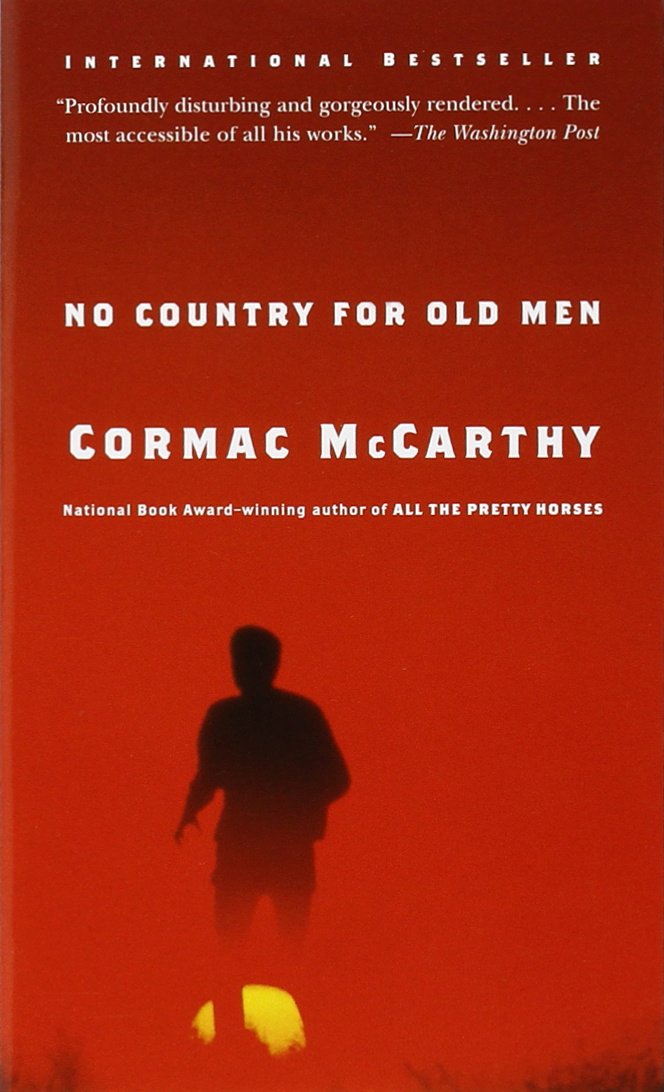 INTERNATIONAL BESTSELLER
“Profoundly disturbing and gorgeously rendered. . . . The
most accessible of all his works.” —The Washington Post
NO COUNTRY FOR OLD MEN
CORMAC McCARTHY
National Book Award–winning author of ALL THE PRETTY HORSES